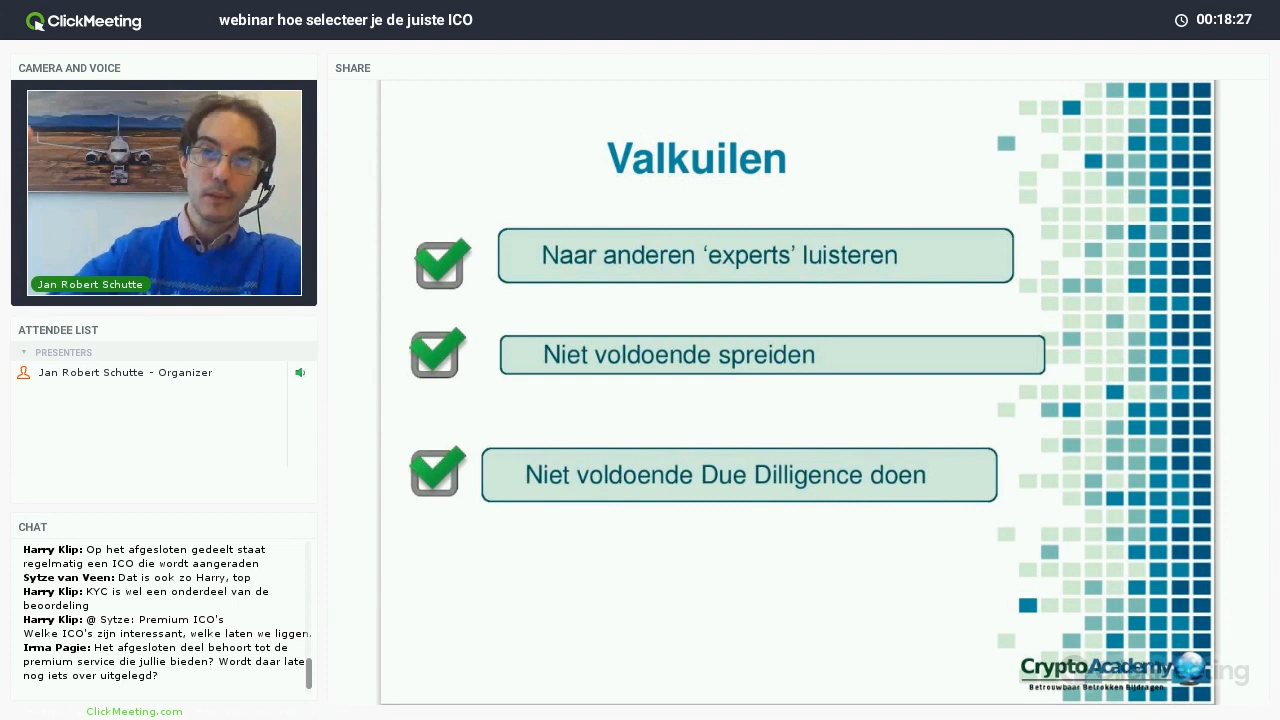 ClickMeeting
webinar hoe selecteer je de juiste ICO
00:18:27
CAMERA AND VOICE
Jan Robert Schutte
ATTENDEE LIST
PRESENTERS
Jan Robert Schutte - Organizer
CHAT
Harry Klip: Op het afgesloten gedeelt staat
regelmatig een ICO die wordt aangeraden
Sytze van Veen: Dat is ook zo Harry, top
Harry Klip: KYC is wel een onderdeel van de
beoordeling
Harry Klip: @ Sytze: Premium ICO's
Welke ICO's zijn interessant, welke laten we liggen.
Irma Pagie: Het afgesloten deel behoort tot de
premium service die jullie bieden? Wordt daar late
nog iets over uitgelegd?
ClickMeeting.com
SHARE
Valkuilen
Naar anderen ‘experts’ luisteren
Niet voldoende spreiden
Niet voldoende Due Dilligence doen
CryptoAcademy
Betrouwbaar Betrokken Bijdragen
ClickMeeting